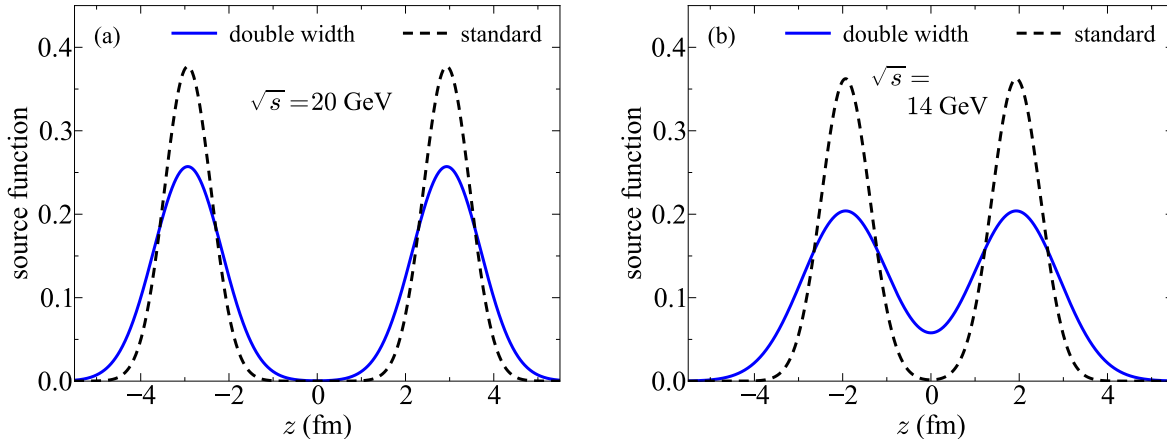 (a) double width standard
√s = 20 GeV
source function
0.4
0.3
0.2
0.1
0.0
−4 −2 0 2 4
z (fm)
(b) double width standard
√s =
14 GeV
source function
0.4
0.3
0.2
0.1
0.0
−4 −2 0 2 4
z (fm)